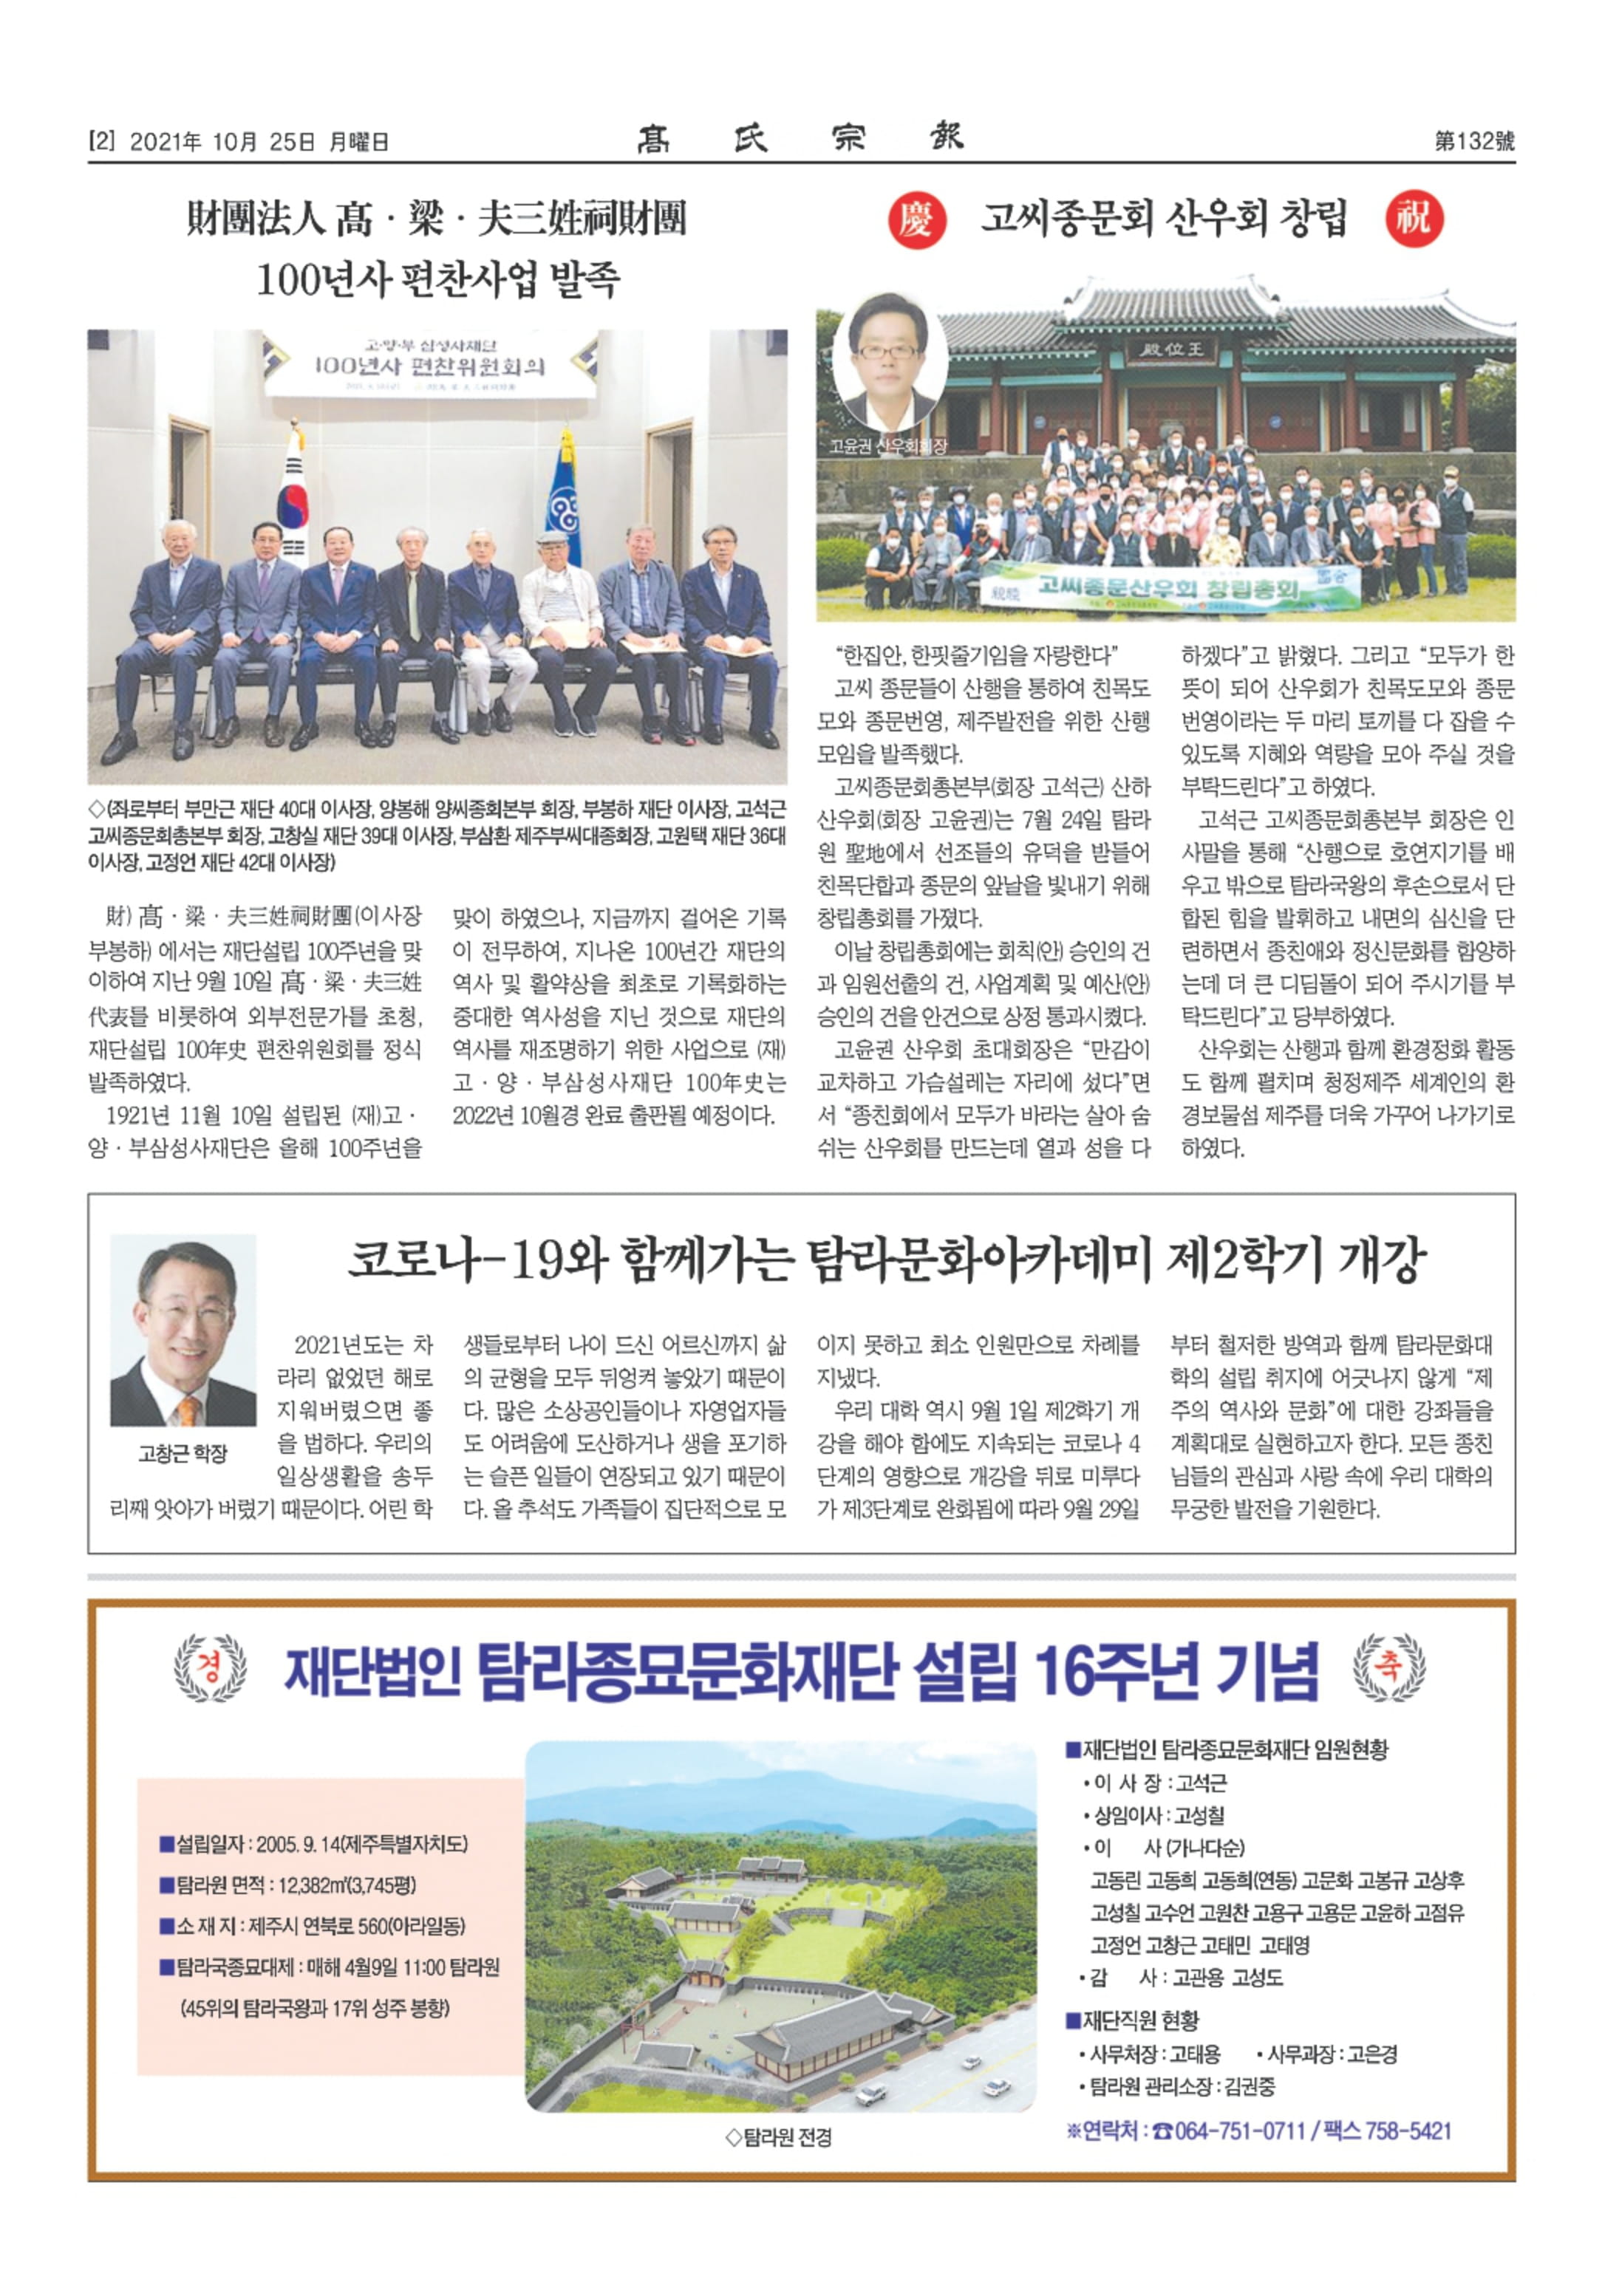 [2] 2021年 10月 25日 月曜日
髙 氏 宗 報
第132號
財團法人 髙 · 梁 · 夫三姓祠財團
100년사 편찬사업 발족
고·양·부 삼성사재단
100년사 편찬위원회의
◇(좌로부터 부만근 재단 40대 이사장, 양봉해 양씨종회본부 회장, 부봉하 재단 이사장, 고석근
고씨종문회총본부 회장, 고창실 재단 39대 이사장, 부삼환 제주부씨대종회장, 고원택 재단 36대
이사장, 고정언 재단 42대 이사장)
財) 髙 · 梁 · 夫三姓祠財團(이사장
부봉하) 에서는 재단설립 100주년을 맞
이하여 지난 9월 10일 髙 · 梁 · 夫三姓
代表를 비롯하여 외부전문가를 초청,
재단설립 100年史 편찬위원회를 정식
발족하였다.
1921년 11월 10일 설립된 (재)고 ·
양 · 부삼성사재단은 올해 100주년을
맞이 하였으나, 지금까지 걸어온 기록
이 전무하여, 지나온 100년간 재단의
역사 및 활약상을 최초로 기록화하는
중대한 역사성을 지닌 것으로 재단의
역사를 재조명하기 위한 사업으로 (재)
고 · 양 · 부삼성사재단 100年史는
2022년 10월경 완료 출판될 예정이다.
慶 고씨종문회 산우회 창립 祝
殿位王
고윤권 산우회회장
고씨종문산우회 창립총회
“한집안, 한핏줄기임을 자랑한다”
고씨 종문들이 산행을 통하여 친목도
모와 종문번영, 제주발전을 위한 산행
모임을 발족했다.
고씨종문회총본부(회장 고석근) 산하
산우회(회장 고윤권)는 7월 24일 탐라
원 聖地에서 선조들의 유덕을 받들어
친목단합과 종문의 앞날을 빛내기 위해
창립총회를 가졌다.
이날 창립총회에는 회칙(안) 승인의 건
과 임원선출의 건, 사업계획 및 예산(안)
승인의 건을 안건으로 상정 통과시켰다.
고윤권 산우회 초대회장은 “만감이
교차하고 가슴설레는 자리에 섰다”면
서 “종친회에서 모두가 바라는 살아 숨
쉬는 산우회를 만드는데 열과 성을 다
하겠다”고 밝혔다. 그리고 “모두가 한
뜻이 되어 산우회가 친목도모와 종문
번영이라는 두 마리 토끼를 다 잡을 수
있도록 지혜와 역량을 모아 주실 것을
부탁드린다”고 하였다.
고석근 고씨종문회총본부 회장은 인
사말을 통해 “산행으로 호연지기를 배
우고 밖으로 탐라국왕의 후손으로서 단
합된 힘을 발휘하고 내면의 심신을 단
련하면서 종친애와 정신문화를 함양하
는데 더 큰 디딤돌이 되어 주시기를 부
탁드린다”고 당부하였다.
산우회는 산행과 함께 환경정화 활동
도 함께 펼치며 청정제주 세계인의 환
경보물섬 제주를 더욱 가꾸어 나가기로
하였다.
코로나-19와 함께가는 탐라문화아카데미 제2학기 개강
고창근 학장
2021년도는 차
라리 없었던 해로
지워버렸으면 좋
을 법하다. 우리의
일상생활을 송두
리째 앗아가 버렸기 때문이다. 어린 학
생들로부터 나이 드신 어르신까지 삶
의 균형을 모두 뒤엉켜 놓았기 때문이
다. 많은 소상공인들이나 자영업자들
도 어려움에 도산하거나 생을 포기하
는 슬픈 일들이 연장되고 있기 때문이
다. 올 추석도 가족들이 집단적으로 모
이지 못하고 최소 인원만으로 차례를
지냈다.
우리 대학 역시 9월 1일 제2학기 개
강을 해야 함에도 지속되는 코로나 4
단계의 영향으로 개강을 뒤로 미루다
가 제3단계로 완화됨에 따라 9월 29일
부터 철저한 방역과 함께 탐라문화대
학의 설립 취지에 어긋나지 않게 “제
주의 역사와 문화”에 대한 강좌들을
계획대로 실현하고자 한다. 모든 종친
님들의 관심과 사랑 속에 우리 대학의
무궁한 발전을 기원한다.
경 재단법인 탐라종묘문화재단 설립 16주년 기념 축
■설립일자 : 2005. 9. 14(제주특별자치도)
■탐라원 면적 : 12,382㎡(3,745평)
■소 재 지 : 제주시 연북로 560(아라일동)
■탐라국종묘대제 : 매해 4월9일 11:00 탐라원
(45위의 탐라국왕과 17위 성주 봉향)
◇탐라원 전경
■재단법인 탐라종묘문화재단 임원현황
• 이 사 장 : 고석근
• 상임이사 : 고성칠
• 이 사 (가나다순)
고동린 고동희 고동희(연동) 고문화 고봉규 고상후
고성칠 고수언 고원찬 고용구 고용문 고윤하 고점유
고정언 고창근 고태민 고태영
• 감 사 : 고관용 고성도
■재단직원 현황
• 사무처장 : 고태용 • 사무과장 : 고은경
• 탐라원 관리소장 : 김권중
※연락처 : ☎064-751-0711 / 팩스 758-5421